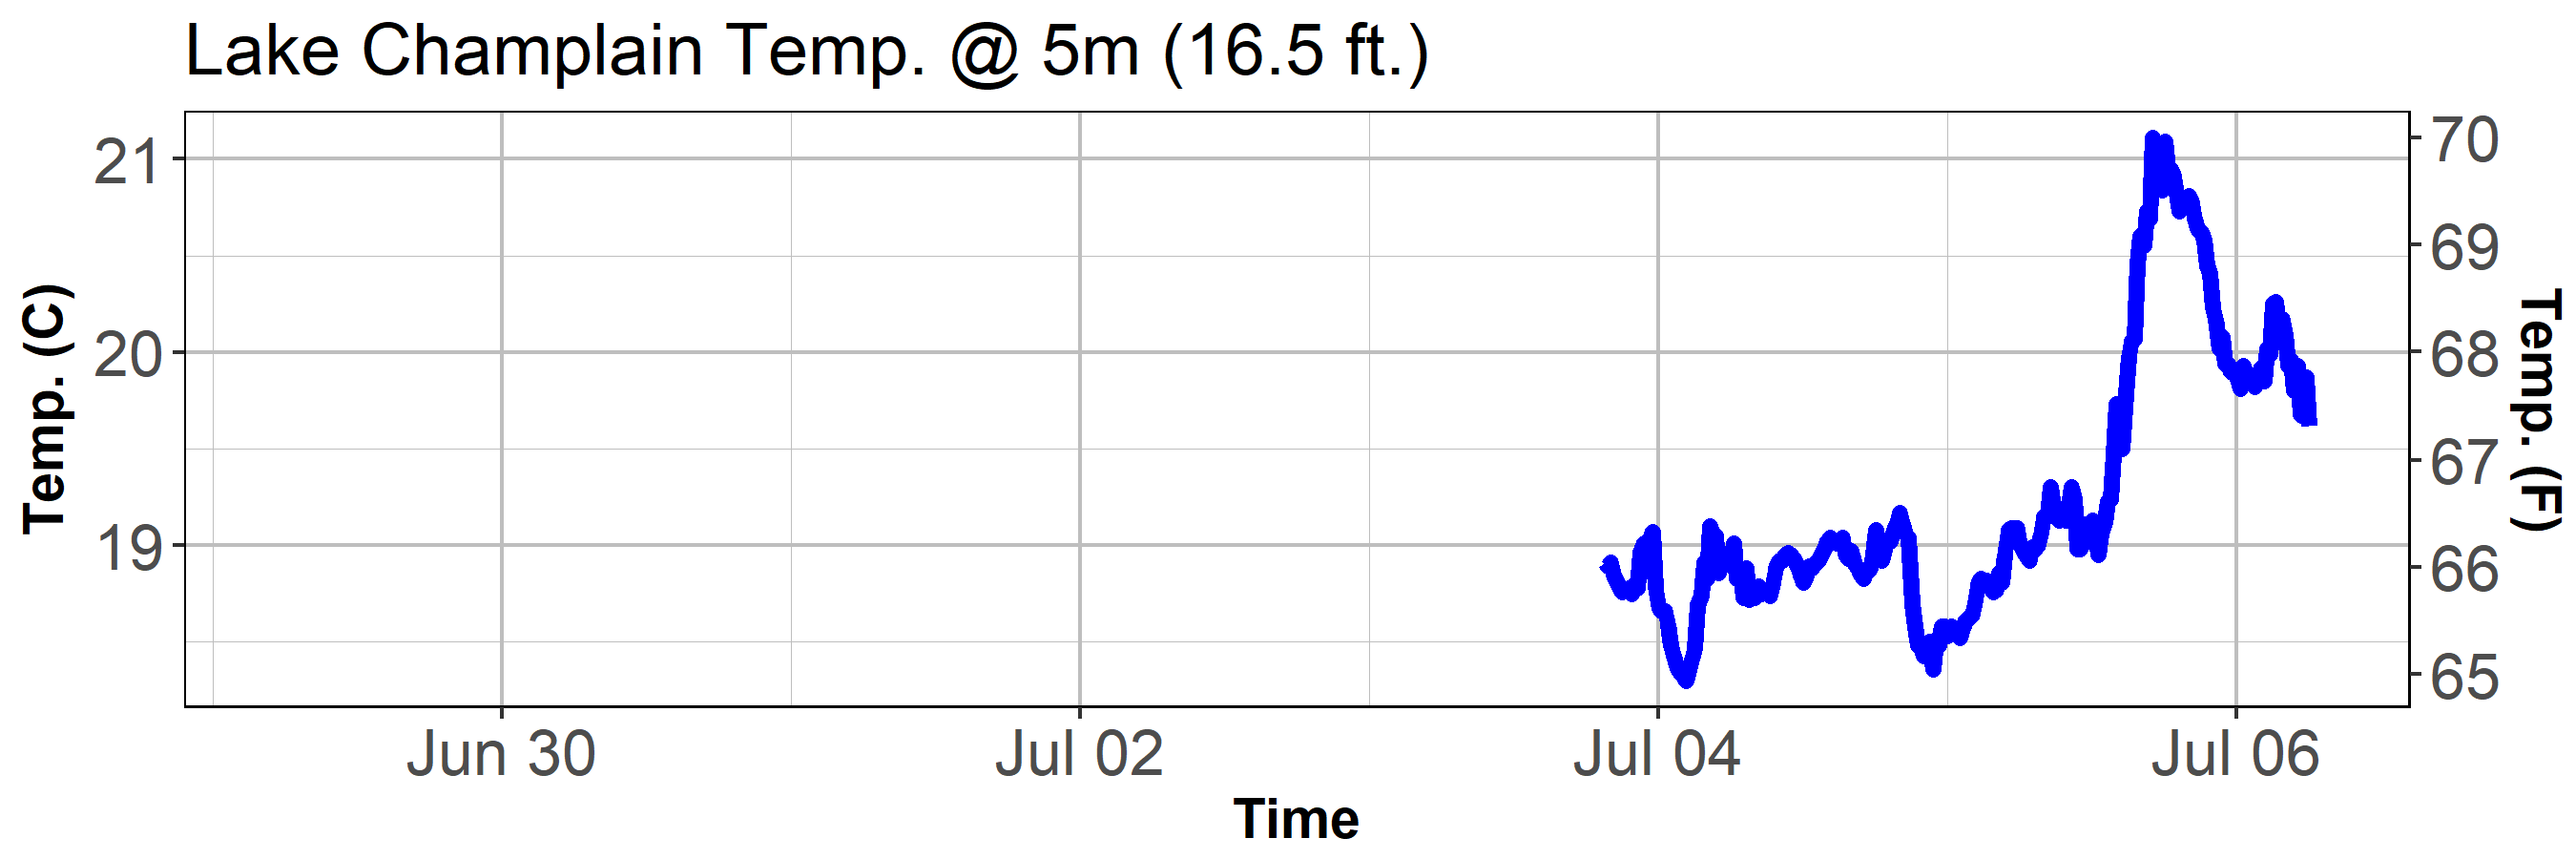 Lake Champlain Temp. @ 5m (16.5 ft.)
Temp. (C)
21
20
19
70
69
68
67
66
65
Temp. (F)
Jun 30
Jul 02
Jul 04
Jul 06
Time